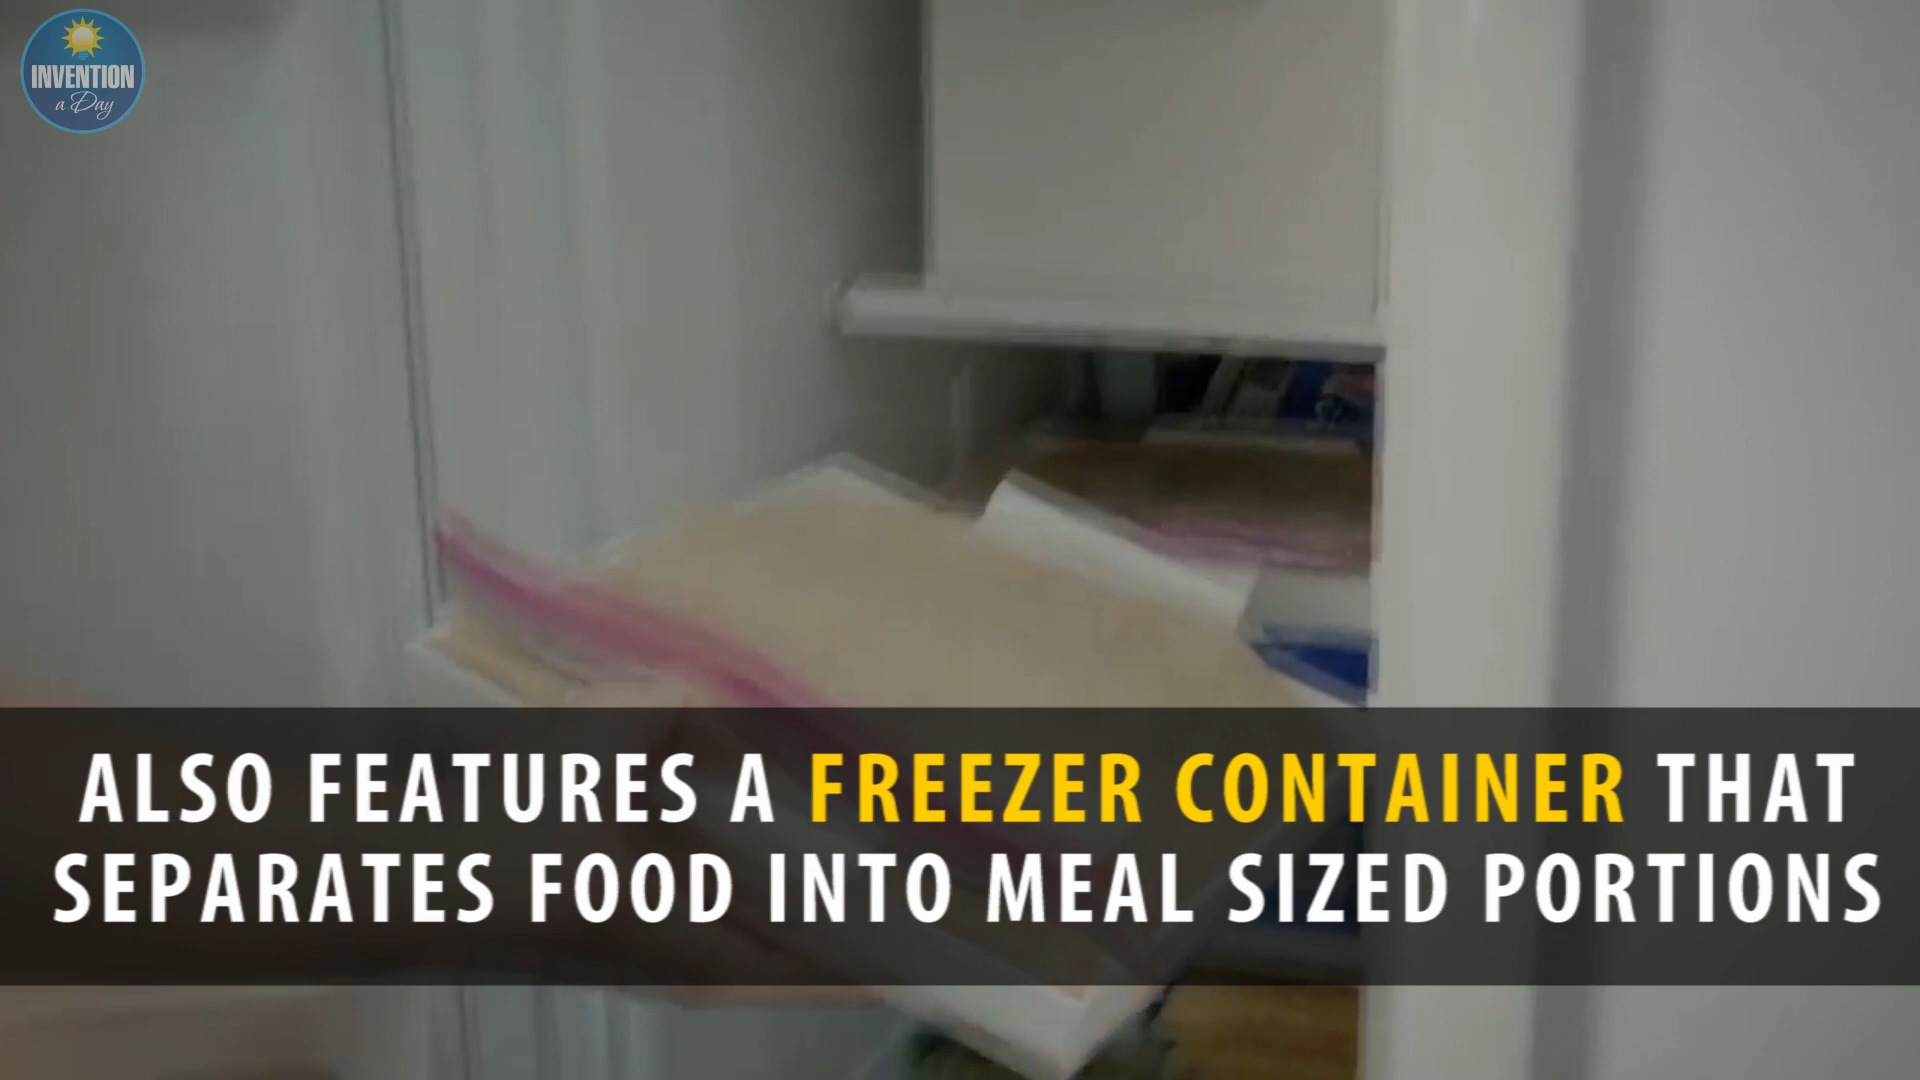 INVENTION
a Day
ALSO FEATURES A FREEZER CONTAINER THAT
SEPARATES FOOD INTO MEAL SIZED PORTIONS